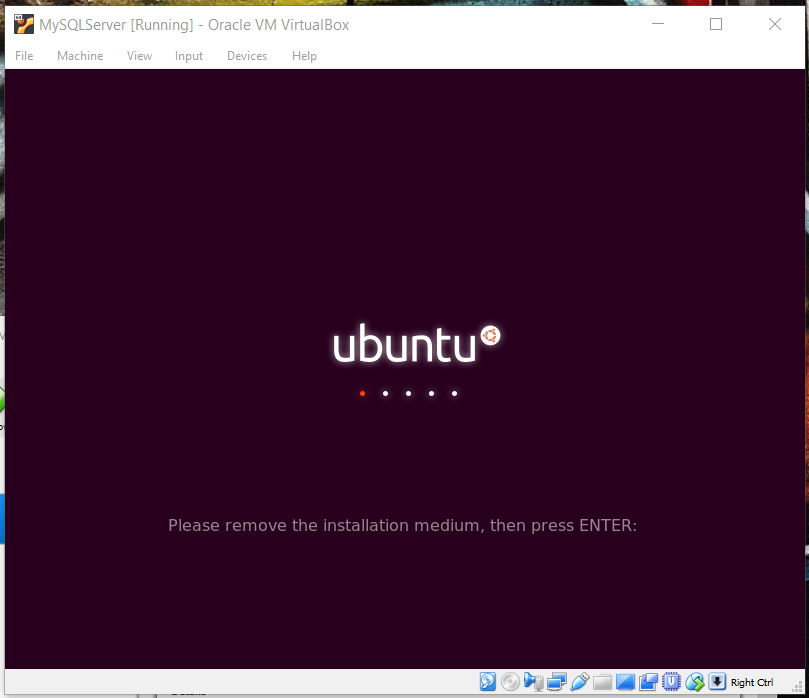 MySQLServer [Running] - Oracle VM VirtualBox
File Machine View Input Devices Help
ubuntu
Please remove the installation medium, then press ENTER:
Right Ctrl